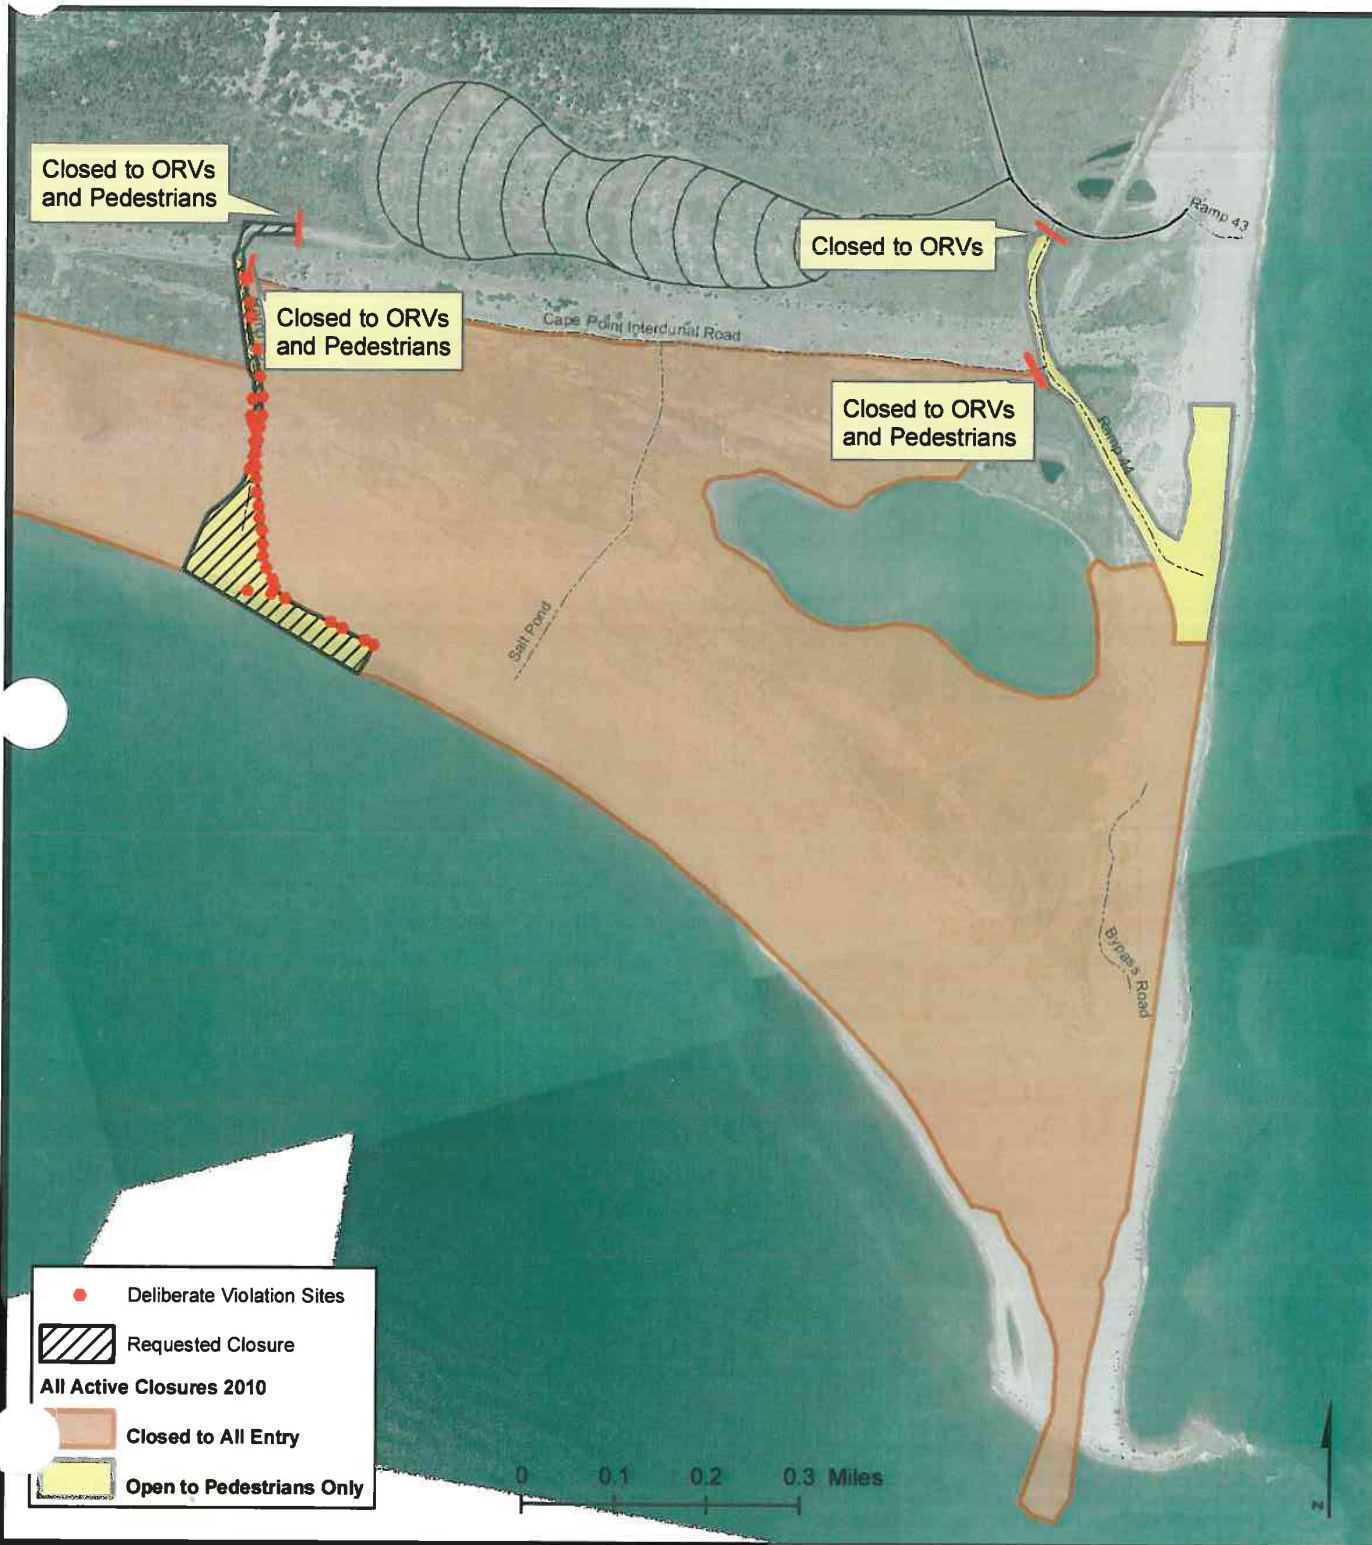 Closed to ORVs
and Pedestrians
Ramp 43
Closed to ORVs
Closed to ORVs
and Pedestrians
Cape Point Interdunal Road
Closed to ORVs
and Pedestrians
Ramp 44
Salt Pond
Bypass Road
Deliberate Violation Sites
Requested Closure
All Active Closures 2010
Closed to All Entry
Open to Pedestrians Only
0 0.1 0.2 0.3 Miles
N